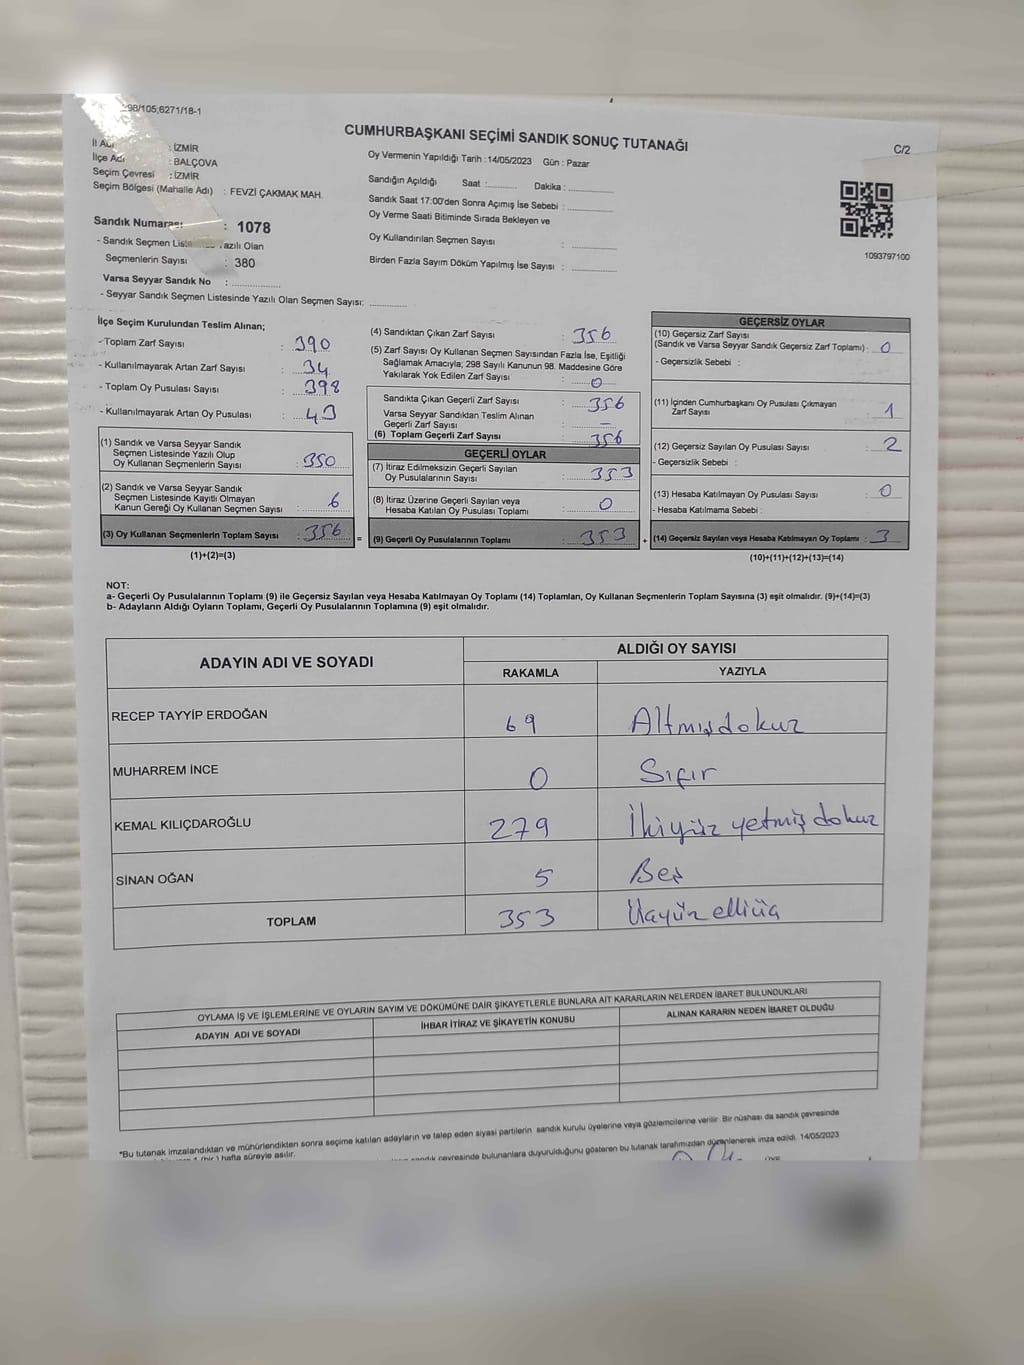 98/105,6271/18-1
CUMHURBAŞKANI SEÇİMİ SANDIK SONUÇ TUTANAĞI
C/2
: İZMİR
İlçe Adı : BALÇOVA
Seçim Çevresi : İZMİR
Seçim Bölgesi (Mahalle Adı) : FEVZİ ÇAKMAK MAH.
Sandık Numarası : 1078
- Sandık Seçmen Listesinde Yazılı Olan
Seçmenlerin Sayısı : 380
Varsa Seyyar Sandık No : ..............
- Seyyar Sandık Seçmen Listesinde Yazılı Olan Seçmen Sayısı: ............
Oy Vermenin Yapıldığı Tarih :14/05/2023 Gün : Pazar
Sandığın Açıldığı Saat :.......... Dakika : ..............
Sandık Saat 17:00'den Sonra Açımış İse Sebebi : ..............
Oy Verme Saati Bitiminde Sırada Bekleyen ve
Oy Kullandırılan Seçmen Sayısı : ..............
Birden Fazla Sayım Döküm Yapılmış İse Sayısı : ..............
1093797100
İlçe Seçim Kurulundan Teslim Alınan;
- Toplam Zarf Sayısı : 390
- Kullanılmayarak Artan Zarf Sayısı : 34
- Toplam Oy Pusulası Sayısı : 398
- Kullanılmayarak Artan Oy Pusulası : 43
(1) Sandık ve Varsa Seyyar Sandık
Seçmen Listesinde Yazılı Olup
Oy Kullanan Seçmenlerin Sayısı : 350
(2) Sandık ve Varsa Seyyar Sandık
Seçmen Listesinde Kayıtlı Olmayan
Kanun Gereği Oy Kullanan Seçmen Sayısı : 6
(3) Oy Kullanan Seçmenlerin Toplam Sayısı : 356 =
(1)+(2)=(3)
(4) Sandıktan Çıkan Zarf Sayısı : 356
(5) Zarf Sayısı Oy Kullanan Seçmen Sayısından Fazla İse, Eşitliği
Sağlamak Amacıyla; 298 Sayılı Kanunun 98. Maddesine Göre
Yakılarak Yok Edilen Zarf Sayısı : 0
Sandıkta Çıkan Geçerli Zarf Sayısı : 356
Varsa Seyyar Sandıktan Teslim Alınan
Geçerli Zarf Sayısı : –
(6) Toplam Geçerli Zarf Sayısı : 356
GEÇERLİ OYLAR
(7) İtiraz Edilmeksizin Geçerli Sayılan
Oy Pusulalarının Sayısı : 353
(8) İtiraz Üzerine Geçerli Sayılan veya
Hesaba Katılan Oy Pusulası Toplamı : 0
(9) Geçerli Oy Pusulalarının Toplamı : 353 +
GEÇERSİZ OYLAR
(10) Geçersiz Zarf Sayısı
(Sandık ve Varsa Seyyar Sandık Geçersiz Zarf Toplamı) : 0
- Geçersizlik Sebebi :
(11) İçinden Cumhurbaşkanı Oy Pusulası Çıkmayan
Zarf Sayısı : 1
(12) Geçersiz Sayılan Oy Pusulası Sayısı : 2
- Geçersizlik Sebebi :
(13) Hesaba Katılmayan Oy Pusulası Sayısı : 0
- Hesaba Katılmama Sebebi :
(14) Geçersiz Sayılan veya Hesaba Katılmayan Oy Toplamı : 3
(10)+(11)+(12)+(13)=(14)
NOT:
a- Geçerli Oy Pusulalarının Toplamı (9) ile Geçersiz Sayılan veya Hesaba Katılmayan Oy Toplamı (14) Toplamları, Oy Kullanan Seçmenlerin Toplam Sayısına (3) eşit olmalıdır. (9)+(14)=(3)
b- Adayların Aldığı Oyların Toplamı, Geçerli Oy Pusulalarının Toplamına (9) eşit olmalıdır.
ADAYIN ADI VE SOYADI
ALDIĞI OY SAYISI
RAKAMLA YAZIYLA
RECEP TAYYİP ERDOĞAN 69 Altmışdokuz
MUHARREM İNCE 0 Sıfır
KEMAL KILIÇDAROĞLU 279 İkiyüz yetmiş dokuz
SİNAN OĞAN 5 Beş
TOPLAM 353 Üçyüz elliüç
OYLAMA İŞ VE İŞLEMLERİNE VE OYLARIN SAYIM VE DÖKÜMÜNE DAİR ŞİKAYETLERLE BUNLARA AİT KARARLARIN NELERDEN İBARET BULUNDUKLARI
ADAYIN ADI VE SOYADI
İHBAR İTİRAZ VE ŞİKAYETİN KONUSU
ALINAN KARARIN NEDEN İBARET OLDUĞU
*Bu tutanak imzalandıktan ve mühürlendikten sonra seçime katılan adayların ve talep eden siyasi partilerin sandık kurulu üyelerine veya gözlemcilerine verilir. Bir nüshası da sandık çevresinde
(bir) hafta süreyle asılır.
sandık çevresinde bulunanlara duyurulduğunu gösteren bu tutanak tarafımızdan düzenlenerek imza edildi. 14/05/2023